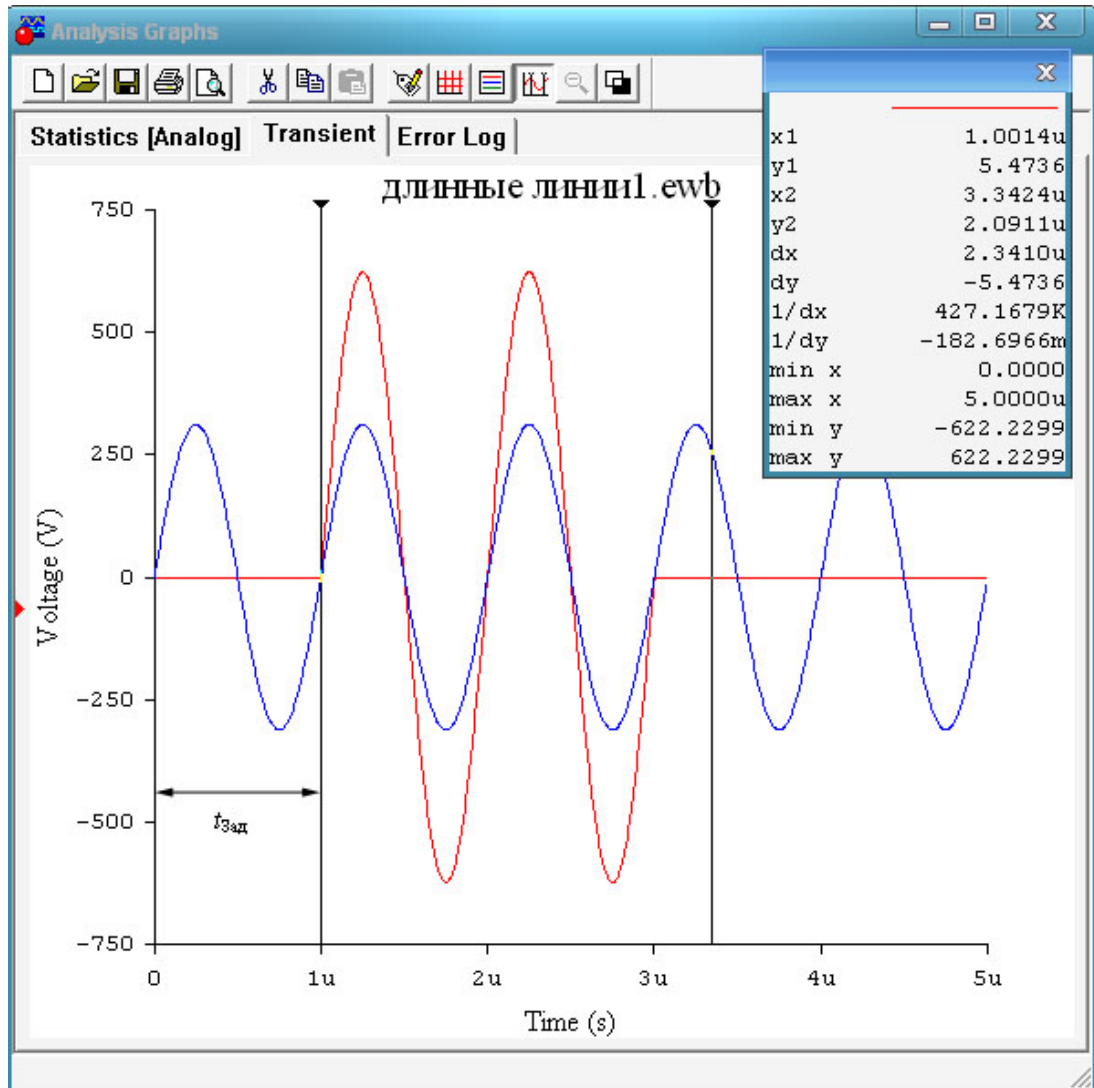 Analysis Graphs
Statistics [Analog]
Transient
Error Log
длинные линии1.ewb
x1 1.0014u
y1 5.4736
x2 3.3424u
y2 2.0911u
dx 2.3410u
dy -5.4736
1/dx 427.1679K
1/dy -182.6966m
min x 0.0000
max x 5.0000u
min y -622.2299
max y 622.2299
Voltage (V)
750
500
250
0
-250
-500
-750
tЗад
0 1u 2u 3u 4u 5u
Time (s)